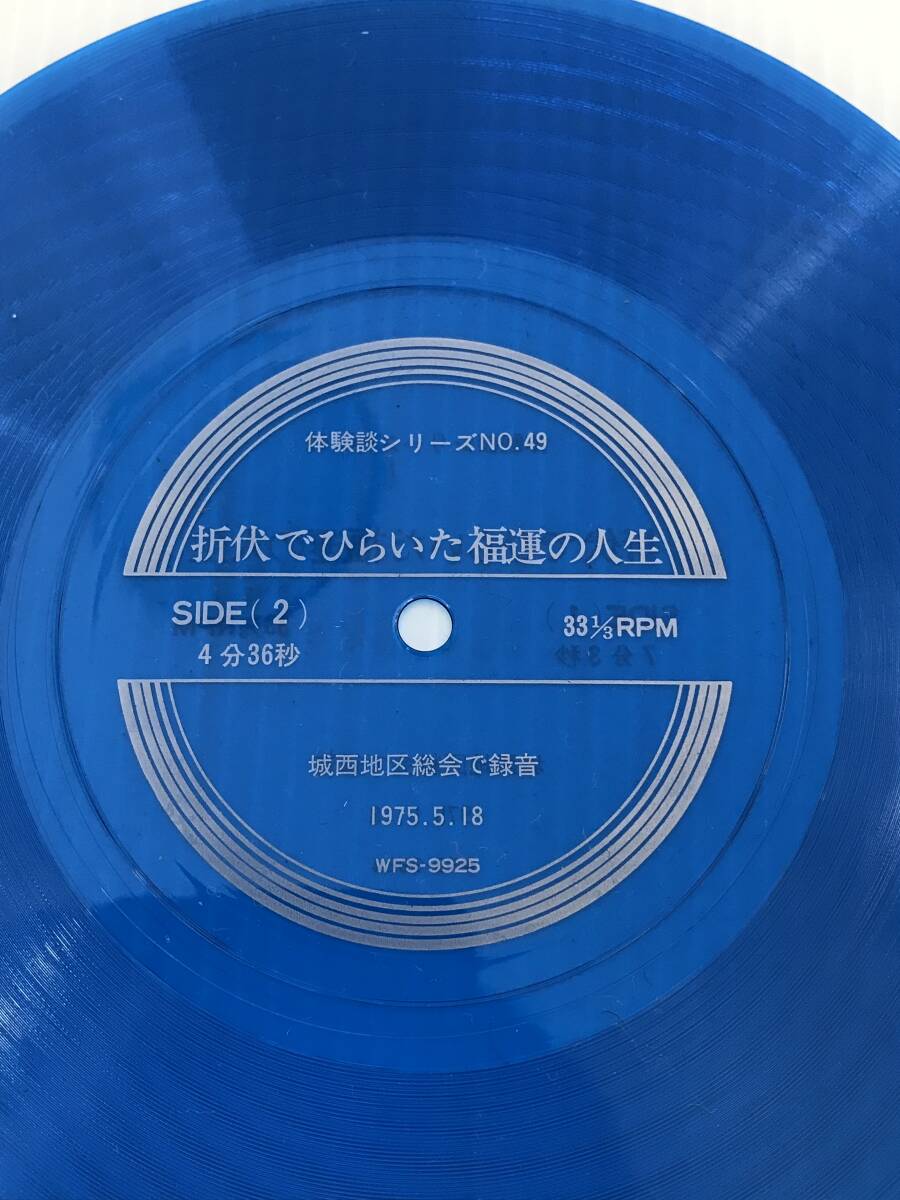 体験談シリーズNO.49
折伏でひらいた福運の人生
SIDE(2)
4分36秒
33⅓RPM
城西地区総会で録音
1975.5.18
WFS-9925